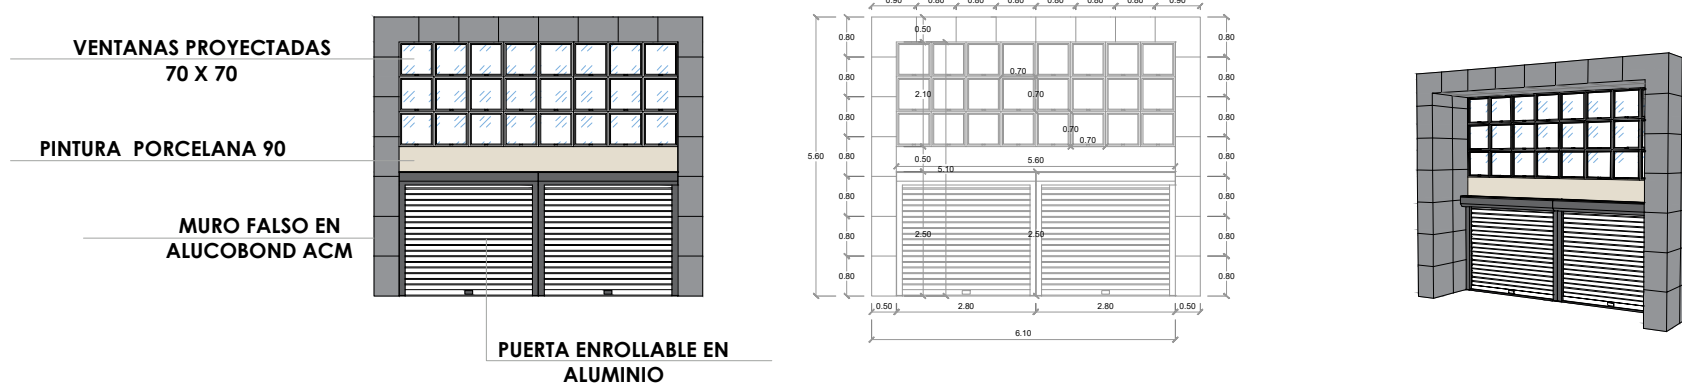 VENTANAS PROYECTADAS
70 X 70
PINTURA PORCELANA 90
MURO FALSO EN
ALUCOBOND ACM
PUERTA ENROLLABLE EN
ALUMINIO
0.90 0.80 0.80 0.80 0.80 0.80 0.80 0.90
0.50
0.80 0.80
0.70
0.80 0.80
2.10 0.70
0.80 0.80
0.70
0.80 0.70 0.80
5.60 0.80 0.50 5.60 0.80
5.10
0.80 0.80
2.50 2.50
0.80 0.80
0.50 2.80 2.80 0.50
6.10